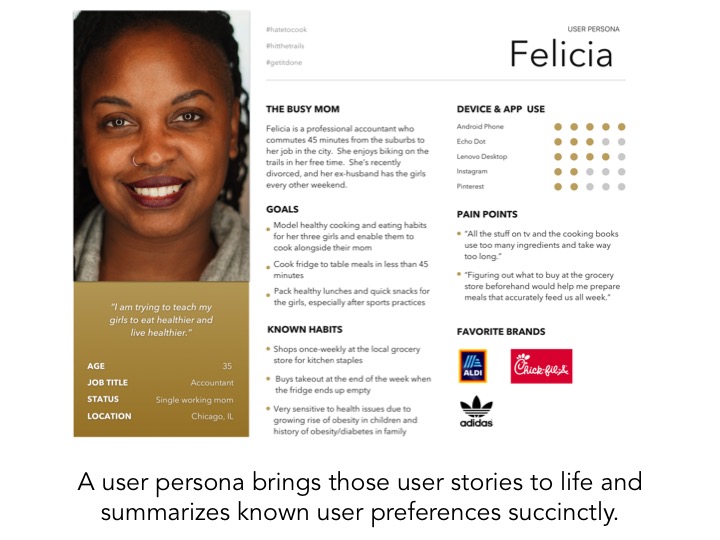 #hatetocook
#hitthetrails
#getitdone
USER PERSONA
Felicia
THE BUSY MOM
Felicia is a professional accountant who
commutes 45 minutes from the suburbs to
her job in the city. She enjoys biking on the
trails in her free time. She's recently
divorced, and her ex-husband has the girls
every other weekend.
GOALS
Model healthy cooking and eating habits
for her three girls and enable them to
cook alongside their mom
Cook fridge to table meals in less than 45
minutes
Pack healthy lunches and quick snacks for
the girls, especially after sports practices
KNOWN HABITS
Shops once-weekly at the local grocery
store for kitchen staples
Buys takeout at the end of the week when
the fridge ends up empty
Very sensitive to health issues due to
growing rise of obesity in children and
history of obesity/diabetes in family
DEVICE & APP USE
Android Phone
Echo Dot
Lenovo Desktop
Instagram
Pinterest
PAIN POINTS
"All the stuff on tv and the cooking books
use too many ingredients and take way
too long."
"Figuring out what to buy at the grocery
store beforehand would help me prepare
meals that accurately feed us all week."
FAVORITE BRANDS
ALDI
Chick-fil-A
adidas
"I am trying to teach my
girls to eat healthier and
live healthier."
AGE 35
JOB TITLE Accountant
STATUS Single working mom
LOCATION Chicago, IL
A user persona brings those user stories to life and
summarizes known user preferences succinctly.